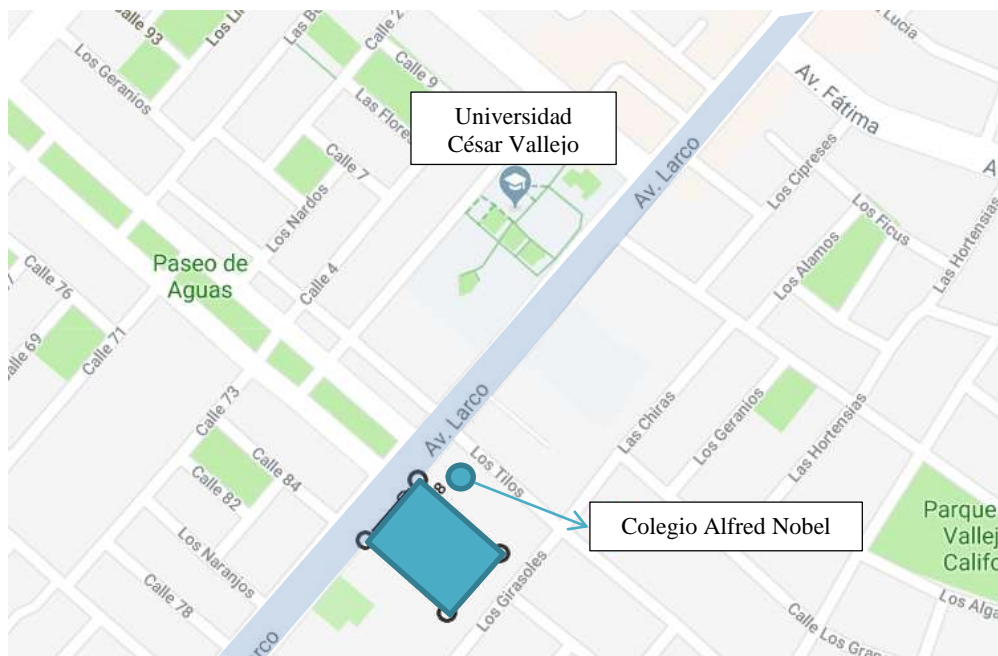 Calle 93
Los Geranios
Calle 9
Las Flores
Calle 7
Los Nardos
Calle 4
Universidad
César Vallejo
Av. Larco
Av. Fátima
Lucía
Los Cipreses
Los Ficus
Los Alamos
Las Hortensias
Paseo de
Aguas
Calle 76
Calle 71
Calle 73
Calle 84
Calle 82
Los Naranjos
Calle 78
Av. Larco
Los Tilos
8
Las Chiras
Los Geranios
Las Hortensias
Colegio Alfred Nobel
Los Girasoles
Parque
Vallej
Califo
Los Alga
Calle Los Gra
Larco